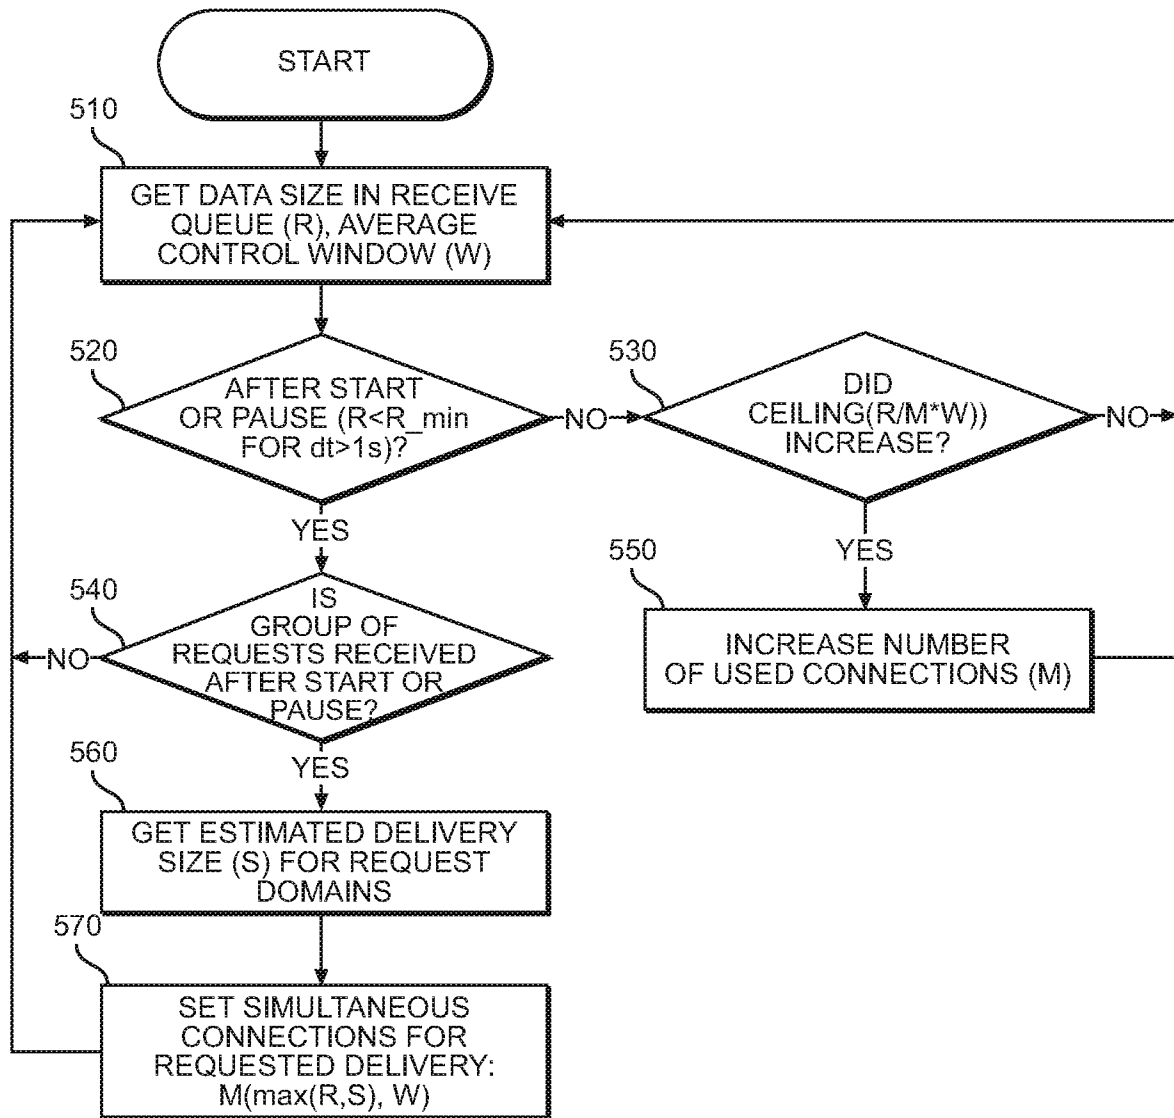 START
510
GET DATA SIZE IN RECEIVE
QUEUE (R), AVERAGE
CONTROL WINDOW (W)
520
AFTER START
OR PAUSE (R<R_min
FOR dt>1s)?
NO
530
DID
CEILING(R/M*W))
INCREASE?
NO
YES
YES
540
IS
GROUP OF
REQUESTS RECEIVED
AFTER START OR
PAUSE?
NO
550
INCREASE NUMBER
OF USED CONNECTIONS (M)
YES
560
GET ESTIMATED DELIVERY
SIZE (S) FOR REQUEST
DOMAINS
570
SET SIMULTANEOUS
CONNECTIONS FOR
REQUESTED DELIVERY:
M(max(R,S), W)